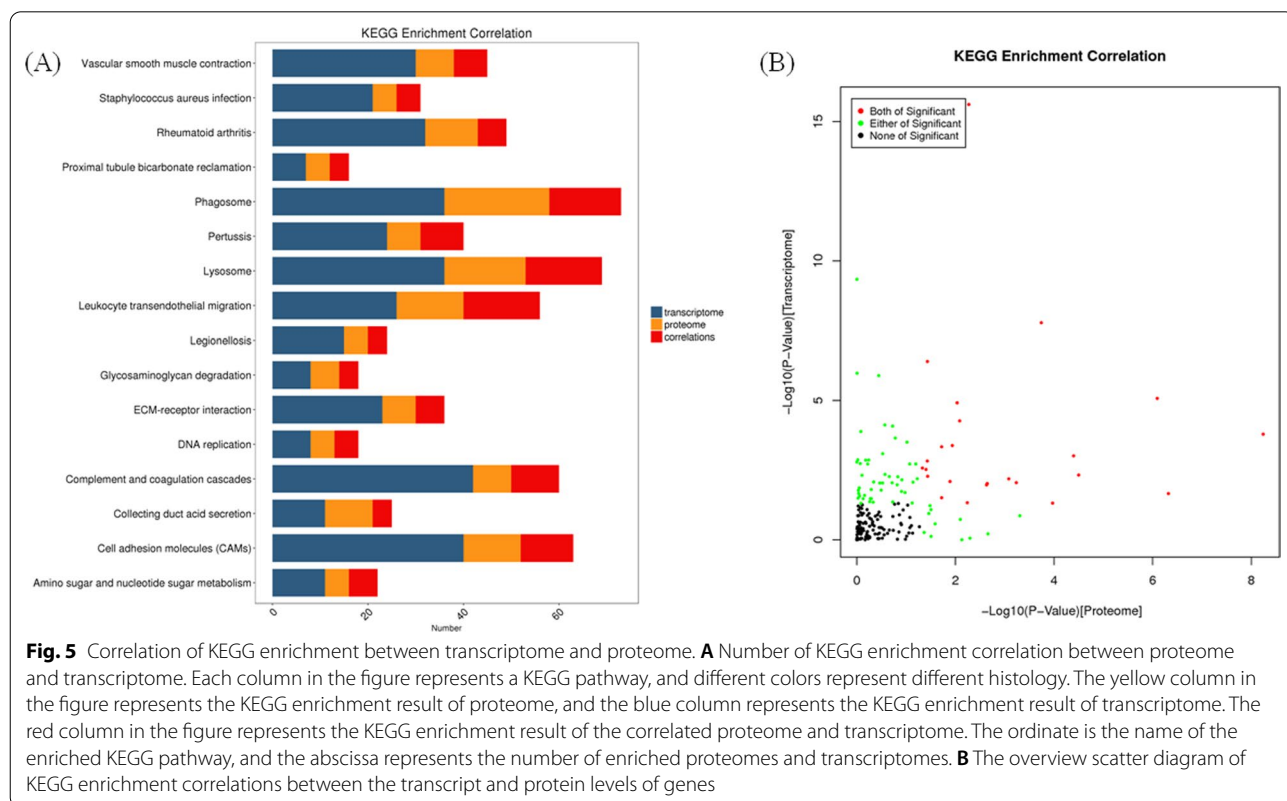 KEGG Enrichment Correlation
(A)
Vascular smooth muscle contraction
Staphylococcus aureus infection
Rheumatoid arthritis
Proximal tubule bicarbonate reclamation
Phagosome
Pertussis
Lysosome
Leukocyte transendothelial migration
Legionellosis
Glycosaminoglycan degradation
ECM-receptor interaction
DNA replication
Complement and coagulation cascades
Collecting duct acid secretion
Cell adhesion molecules (CAMs)
Amino sugar and nucleotide sugar metabolism
0
20
40
60
Number
transcriptome
proteome
correlations
(B)
KEGG Enrichment Correlation
Both of Significant
Either of Significant
None of Significant
15
10
5
0
−Log10(P−Value)[Transcriptome]
0
2
4
6
8
−Log10(P−Value)[Proteome]
Fig. 5 Correlation of KEGG enrichment between transcriptome and proteome. A Number of KEGG enrichment correlation between proteome
and transcriptome. Each column in the figure represents a KEGG pathway, and different colors represent different histology. The yellow column in
the figure represents the KEGG enrichment result of proteome, and the blue column represents the KEGG enrichment result of transcriptome. The
red column in the figure represents the KEGG enrichment result of the correlated proteome and transcriptome. The ordinate is the name of the
enriched KEGG pathway, and the abscissa represents the number of enriched proteomes and transcriptomes. B The overview scatter diagram of
KEGG enrichment correlations between the transcript and protein levels of genes